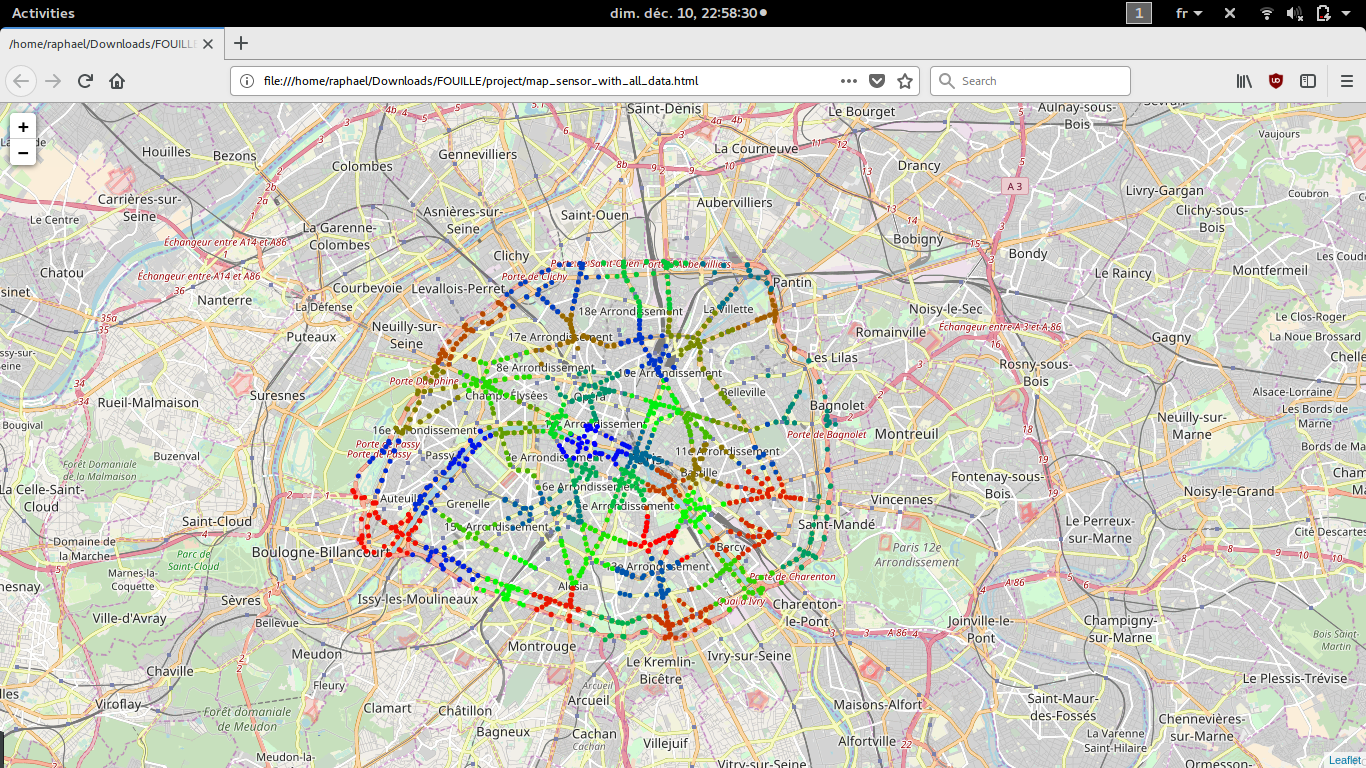 Activities
dim. déc. 10, 22:58:30
1
fr
/home/raphael/Downloads/FOUILLE
file:///home/raphael/Downloads/FOUILLE/project/map_sensor_with_all_data.html
Search
+
−
Saint-Denis
Le Bourget
Aulnay-sous-
Bois
Houilles
Bezons
Colombes
Gennevilliers
La Courneuve
Drancy
Vaujours
Carrières-sur-
Seine
Le Centre
Asnières-sur-
Seine
Saint-Ouen
Aubervilliers
A 3
Livry-Gargan
Coubron
Clichy-sous-
Bois
La Garenne-
Colombes
Échangeur entre A14 et A86
Bobigny
Bondy
Chatou
Échangeur entre A14 et A86
Clichy
Porte de Clichy
Pantin
Le Raincy
Montfermeil
Nanterre
Courbevoie
Levallois-Perret
La Défense
18e Arrondissement
La Villette
Noisy-le-Sec
Échangeur entre A 3 et A-86
Le Clos-Roger
La Noue Brossard
Puteaux
Neuilly-sur-
Seine
17e Arrondissement
Romainville
Gagny
Les Lilas
Rosny-sous-
Bois
8e Arrondissement
10e Arrondissement
Porte Dauphine
Suresnes
Champs Élysées
Opéra
Belleville
Bagnolet
Alsace-Lorraine
Les Bords de
Marne
Rueil-Malmaison
Bougival
Neuilly-sur-
Marne
16e Arrondissement
Porte de Passy
Porte de Passy
Passy
Porte de Bagnolet
Montreuil
Buzenval
Forêt Domaniale
de la Malmaison
11e Arrondissement
Bastille
Fontenay-sous-
Bois
La Celle-Saint-
Cloud
Auteuil
Grenelle
6e Arrondissement
Vincennes
Noisy-le-Grand
Saint-Cloud
15e Arrondissement
Saint-Mandé
Le Perreux-
sur-Marne
Cité Descartes
Domaine de
la Marche
Parc de
Saint-Cloud
Boulogne-Billancourt
Bercy
Paris 12e
Arrondissement
Marnes-la-
Coquette
Alésia
Porte de Charenton
A 86
Sèvres
Issy-les-Moulineaux
Quai d'Ivry
Charenton-
le-Pont
Ville-d'Avray
Bellevue
Joinville-le-
Pont
Champigny-
sur-Marne
Bois Saint-
Martin
A 86
Montrouge
Meudon
Le Kremlin-
Bicêtre
Ivry-sur-Seine
Chaville
Fleury
Arcueil
Arcueil
Le Plessis-Trévise
Viroflay
Forêt domaniale
de Meudon
Clamart
Châtillon
Maisons-Alfort
Saint-Maur-
des-Fossés
Chennevières-
sur-Marne
Bagneux
Cachan
Cachan
Villejuif
Alfortville
La Varenne
Saint-Hilaire
Meudon-la-
Vitry-sur-Seine
Ormesson-
Leaflet